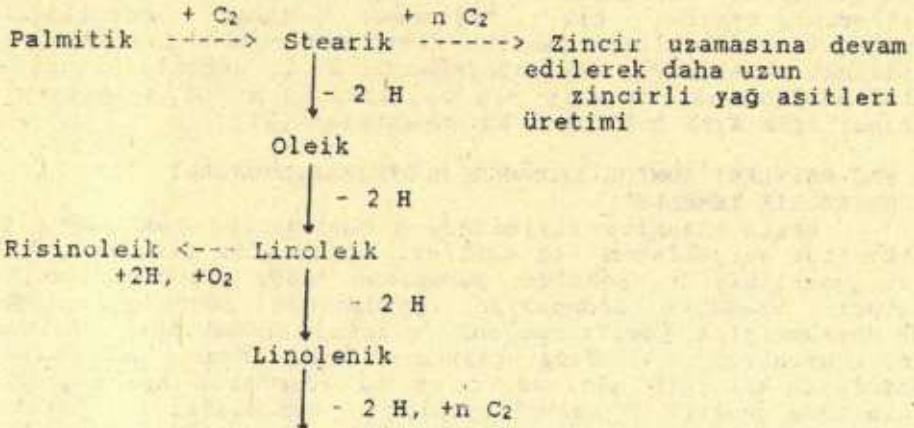 + C2 + n C2
Palmitik -----> Stearik ------> Zincir uzamasına devam
edilerek daha uzun
- 2 H zincirli yağ asitleri
üretimi
Oleik
- 2 H
Risinoleik <--- Linoleik
+2H, +O2
- 2 H
Linolenik
- 2 H, +n C2